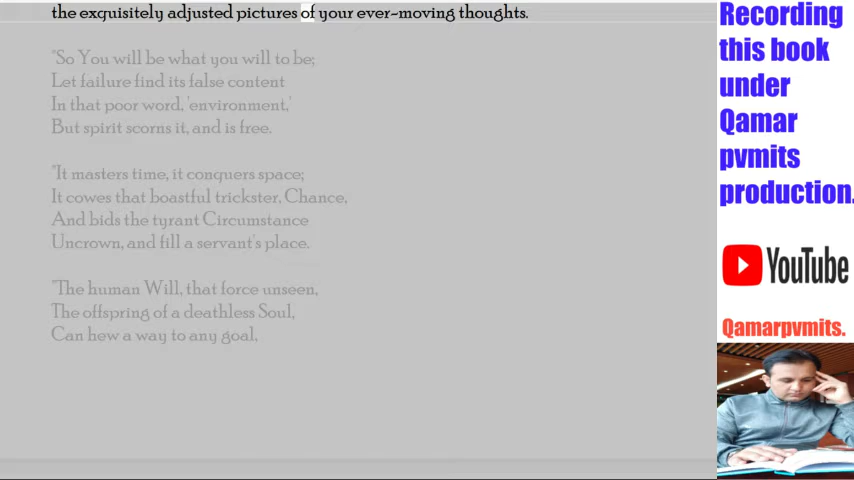 the exquisitely adjusted pictures of your ever-moving thoughts.
"So You will be what you will to be;
Let failure find its false content
In that poor word, 'environment,'
But spirit scorns it, and is free.
"It masters time, it conquers space;
It cowes that boastful trickster, Chance,
And bids the tyrant Circumstance
Uncrown, and fill a servant's place.
"The human Will, that force unseen,
The offspring of a deathless Soul,
Can hew a way to any goal,
Recording
this book
under
Qamar
pvmits
production.
YouTube
Qamarpvmits.